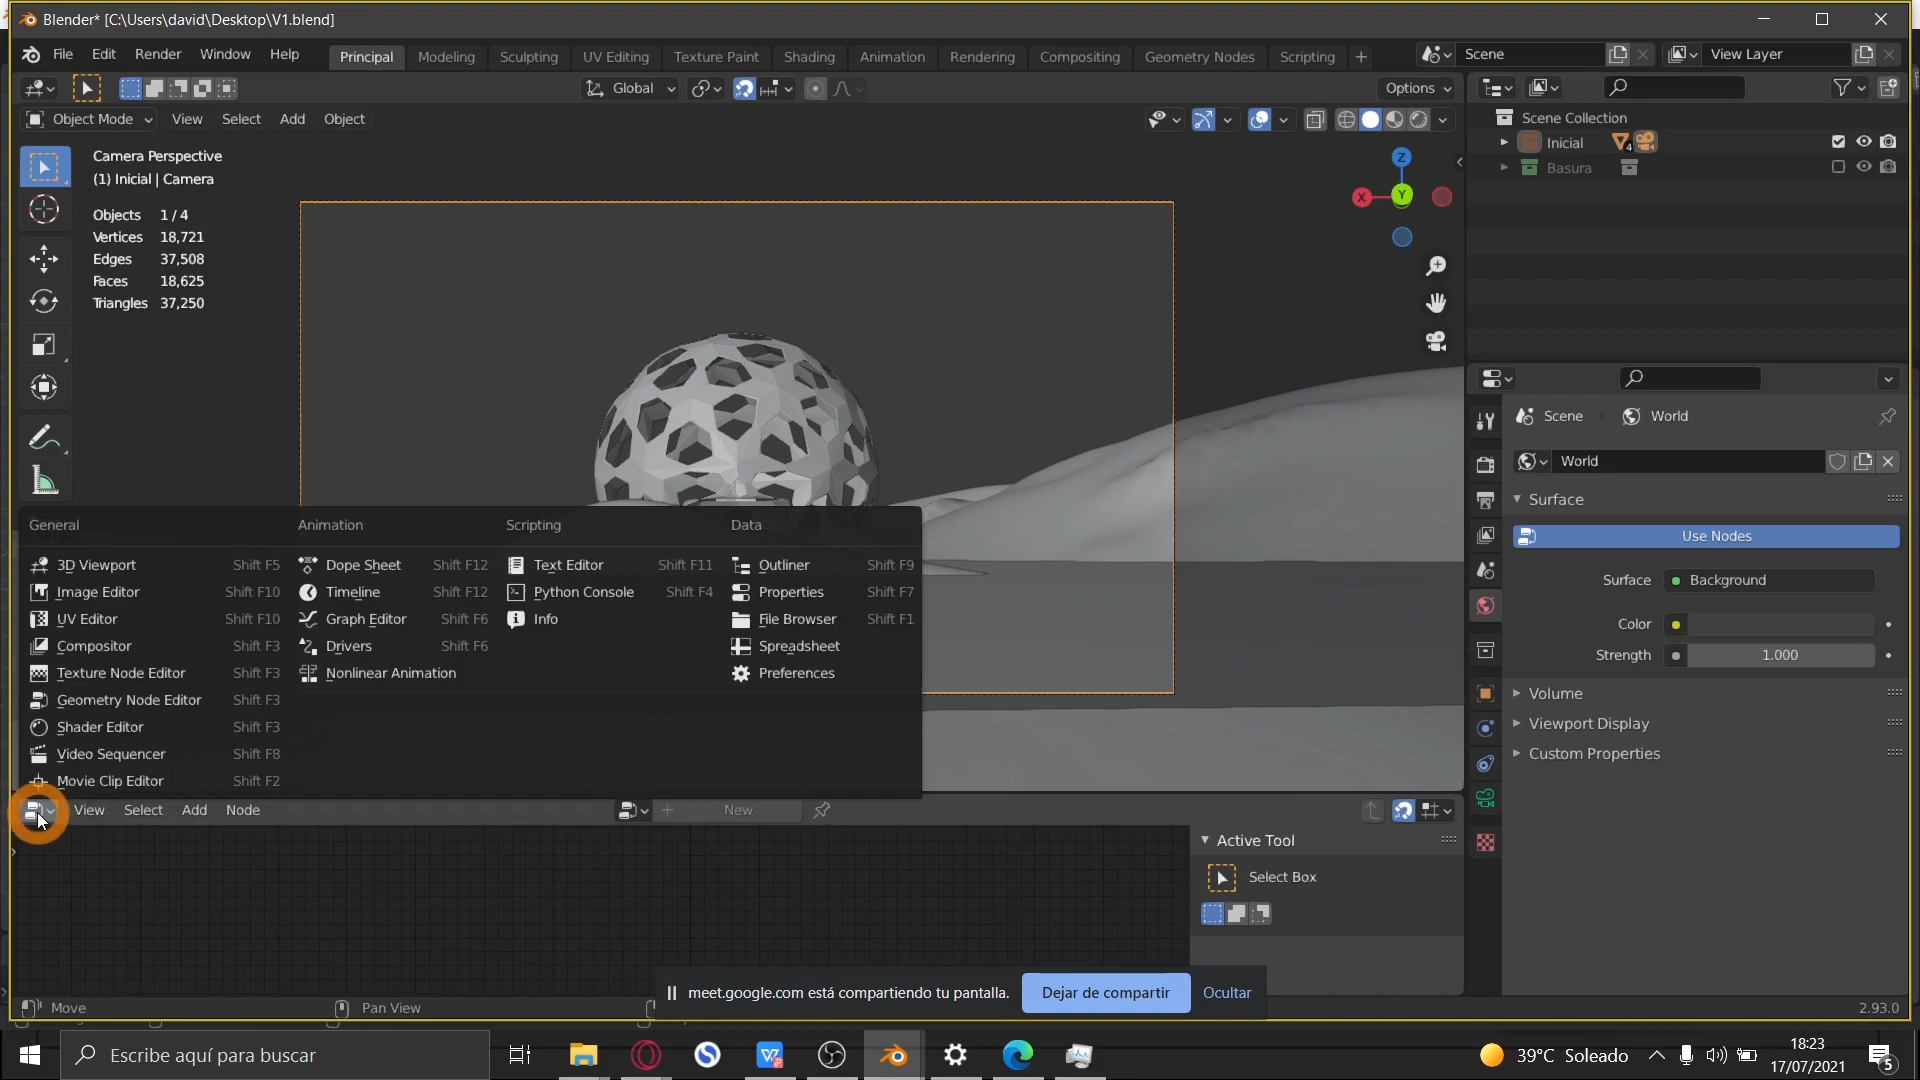 Blender* [C:\Users\david\Desktop\V1.blend]
File Edit Render Window Help Principal Modeling Sculpting UV Editing Texture Paint Shading Animation Rendering Compositing Geometry Nodes Scripting + Scene View Layer
Global Options
Object Mode View Select Add Object
Camera Perspective
(1) Inicial | Camera
Objects 1/4
Vertices 18,721
Edges 37,508
Faces 18,625
Triangles 37,250
Z
X
Y
Scene Collection
Inicial 4
Basura
Scene World
World
Surface
Use Nodes
Surface Background
Color
Strength 1.000
Volume
Viewport Display
Custom Properties
General Animation Scripting Data
3D Viewport Shift F5 Dope Sheet Shift F12 Text Editor Shift F11 Outliner Shift F9
Image Editor Shift F10 Timeline Shift F12 Python Console Shift F4 Properties Shift F7
UV Editor Shift F10 Graph Editor Shift F6 Info File Browser Shift F1
Compositor Shift F3 Drivers Shift F6 Spreadsheet
Texture Node Editor Shift F3 Nonlinear Animation Preferences
Geometry Node Editor Shift F3
Shader Editor Shift F3
Video Sequencer Shift F8
Movie Clip Editor Shift F2
View Select Add Node + New
Active Tool
Select Box
meet.google.com está compartiendo tu pantalla. Dejar de compartir Ocultar
Move Pan View 2.93.0
Escribe aquí para buscar
39°C Soleado
18:23
17/07/2021
5